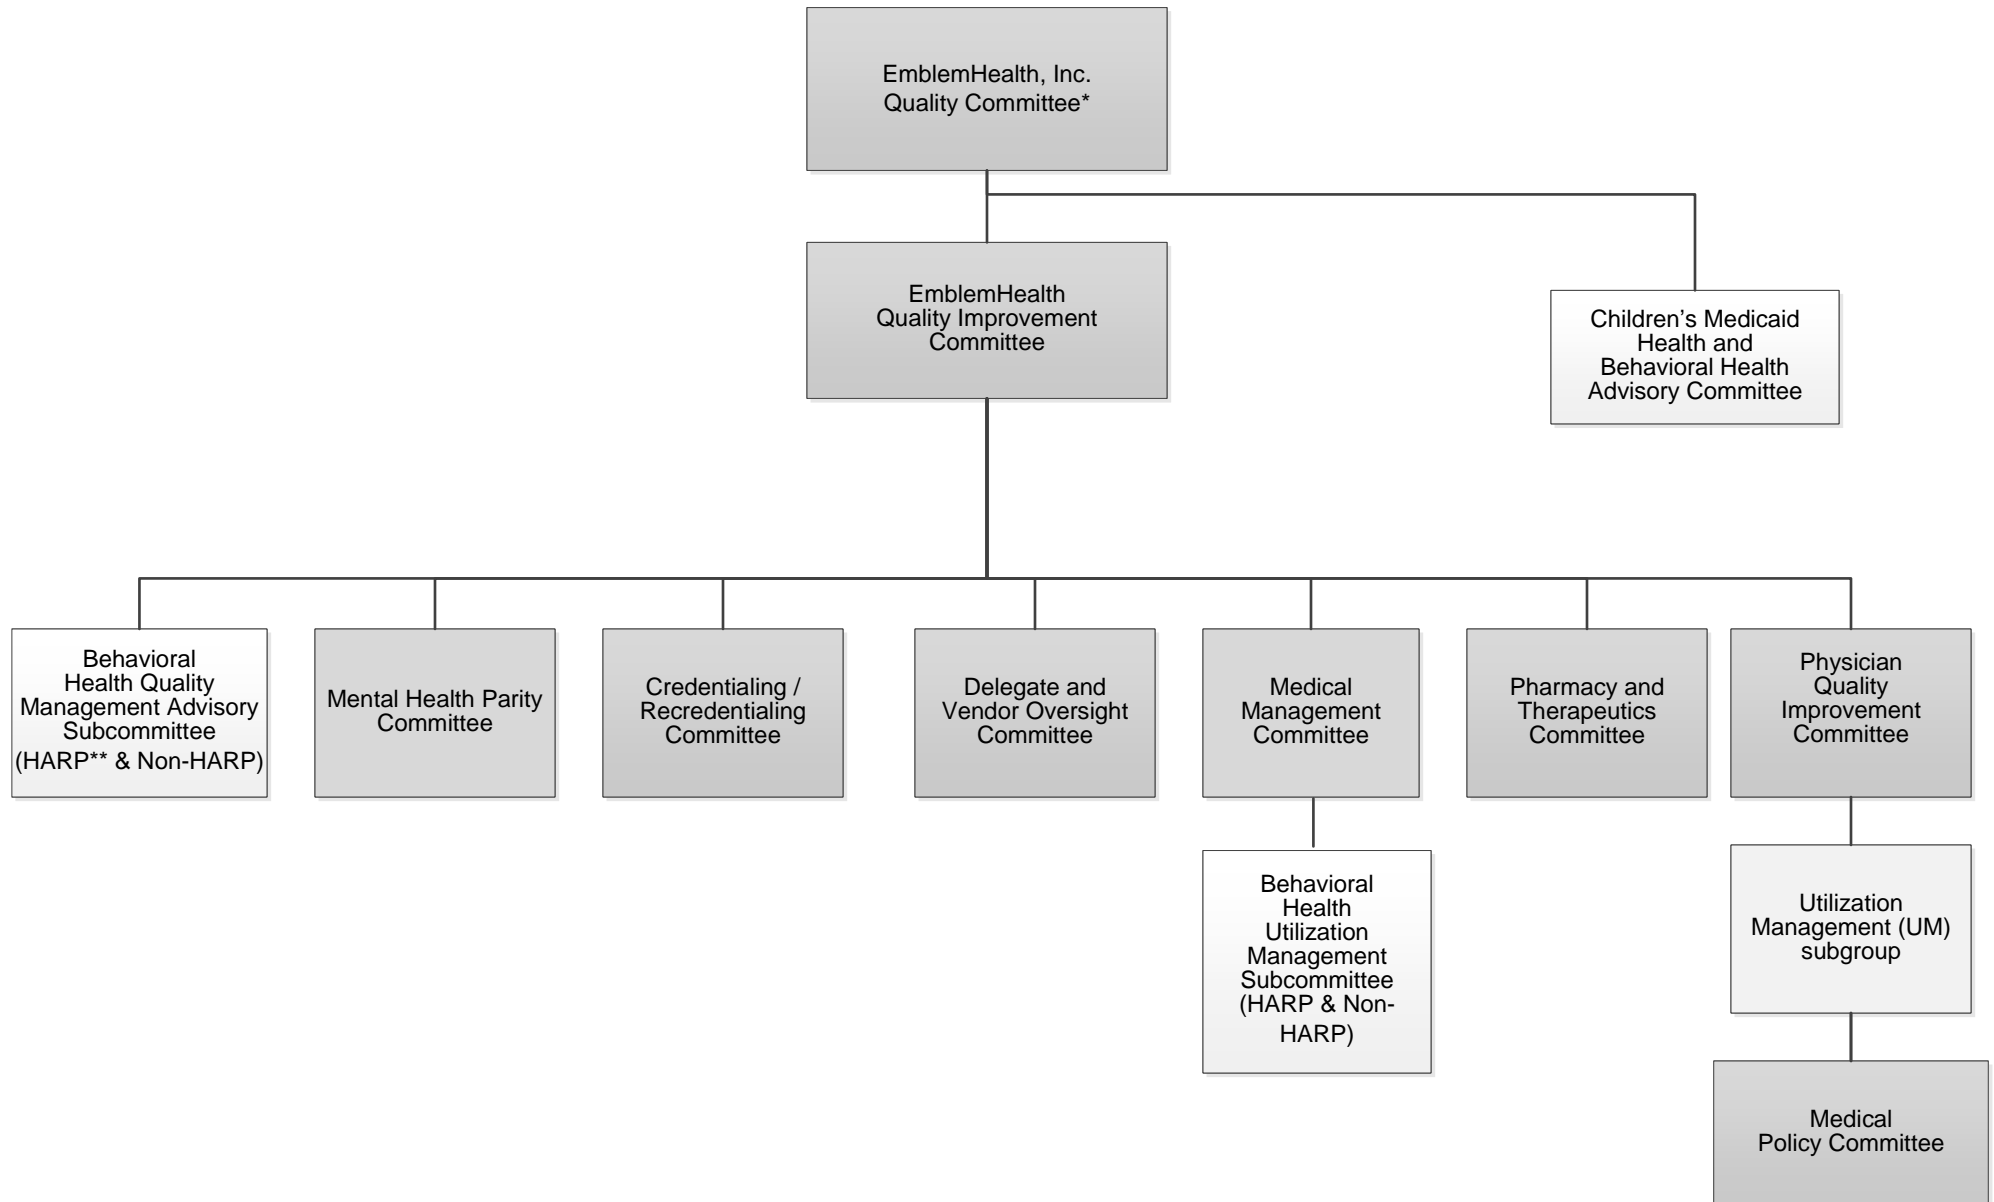 EmblemHealth, Inc.
Quality Committee*
EmblemHealth
Quality Improvement
Committee
Children’s Medicaid
Health and
Behavioral Health
Advisory Committee
Behavioral
Health Quality
Management Advisory
Subcommittee
(HARP** & Non-HARP)
Mental Health Parity
Committee
Credentialing /
Recredentialing
Committee
Delegate and
Vendor Oversight
Committee
Medical
Management
Committee
Pharmacy and
Therapeutics
Committee
Physician
Quality
Improvement
Committee
Behavioral
Health
Utilization
Management
Subcommittee
(HARP & Non-
HARP)
Utilization
Management (UM)
subgroup
Medical
Policy Committee